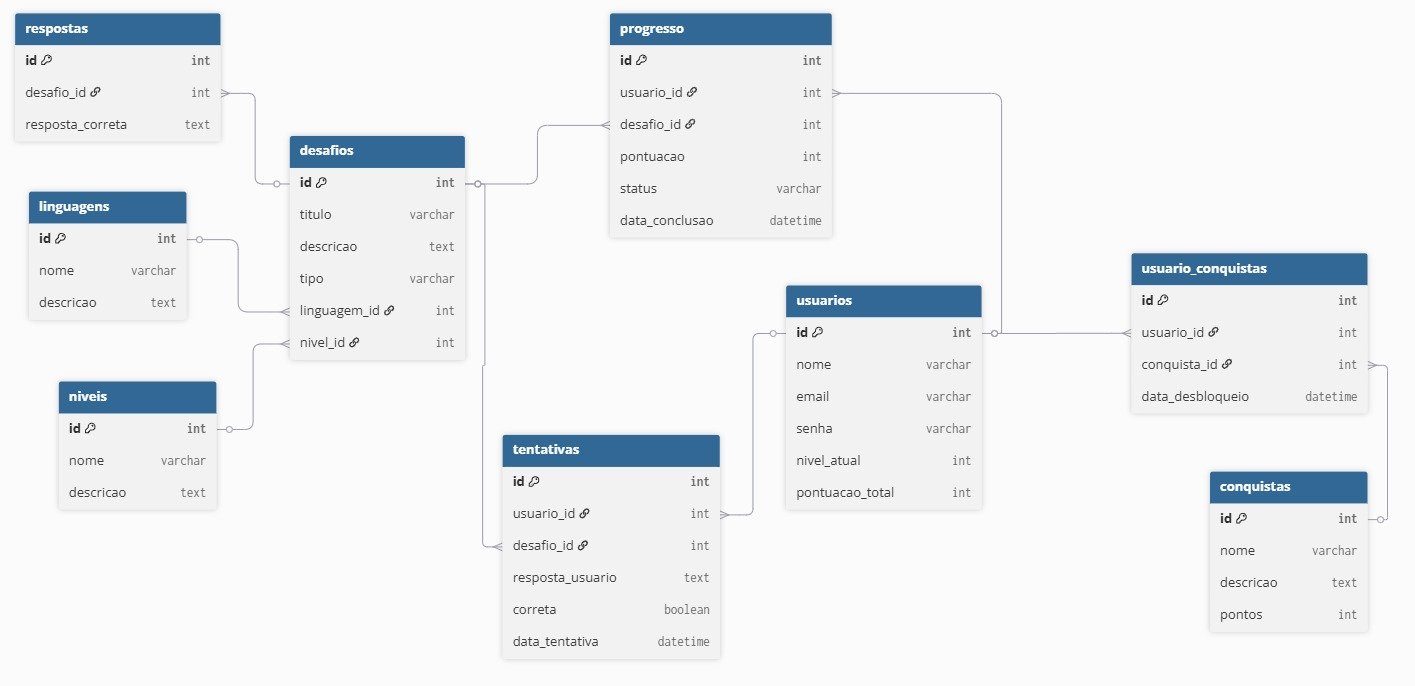 respostas
id int
desafio_id int
resposta_correta text
linguagens
id int
nome varchar
descricao text
niveis
id int
nome varchar
descricao text
desafios
id int
titulo varchar
descricao text
tipo varchar
linguagem_id int
nivel_id int
progresso
id int
usuario_id int
desafio_id int
pontuacao int
status varchar
data_conclusao datetime
tentativas
id int
usuario_id int
desafio_id int
resposta_usuario text
correta boolean
data_tentativa datetime
usuarios
id int
nome varchar
email varchar
senha varchar
nivel_atual int
pontuacao_total int
usuario_conquistas
id int
usuario_id int
conquista_id int
data_desbloqueio datetime
conquistas
id int
nome varchar
descricao text
pontos int